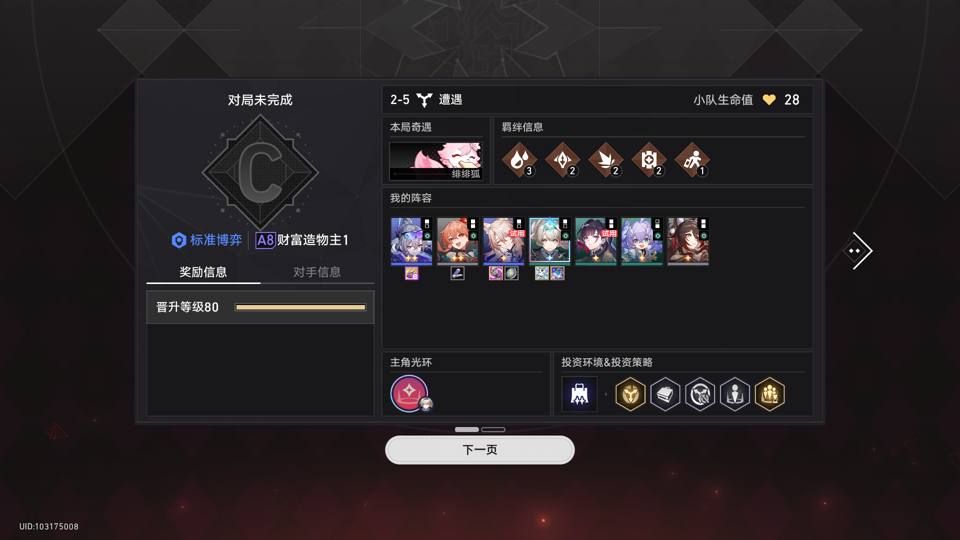 对局未完成
C
标准博弈
A8 财富造物主1
奖励信息
对手信息
晋升等级80
2-5 遭遇
小队生命值 28
本局奇遇
绯绯狐
羁绊信息
3
2
2
2
1
我的阵容
试用
试用
主角光环
投资环境&投资策略
下一页
UID:103175008